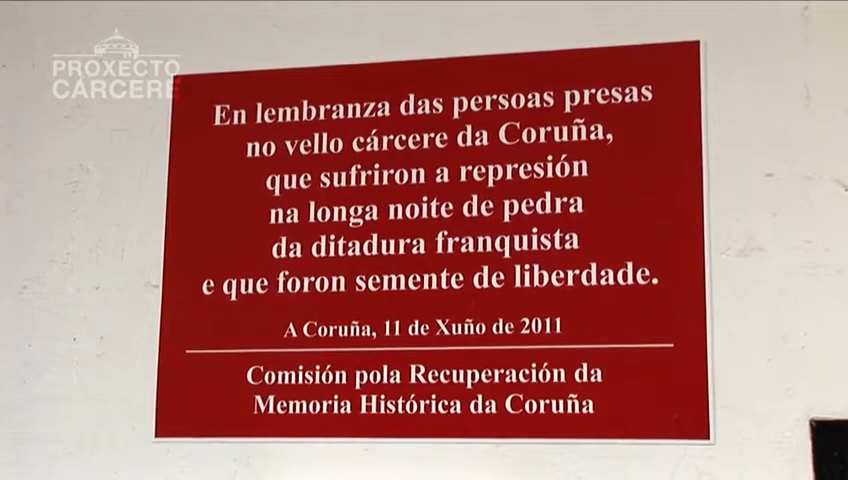 PROXECTO
CÁRCERE
En lembranza das persoas presas
no vello cárcere da Coruña,
que sufriron a represión
na longa noite de pedra
da ditadura franquista
e que foron semente de liberdade.
A Coruña, 11 de Xuño de 2011
Comisión pola Recuperación da
Memoria Histórica da Coruña